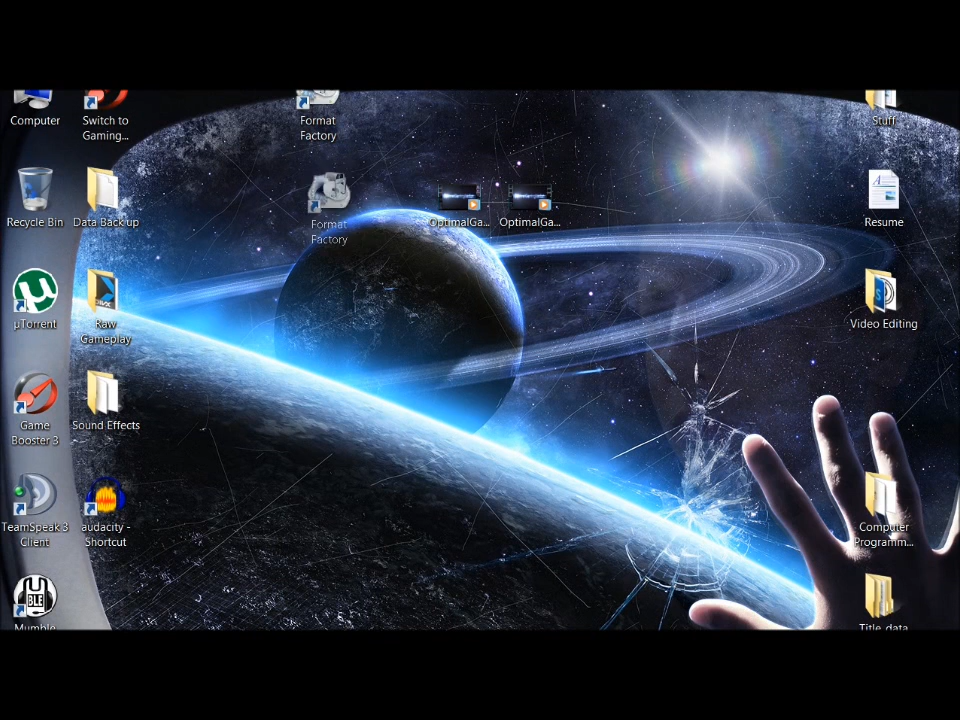 Computer
Switch to
Gaming...
Format
Factory
Stuff
Recycle Bin
Data Back up
Format
Factory
OptimalGa...
OptimalGa...
Resume
µTorrent
Raw
Gameplay
Video Editing
Game
Booster 3
Sound Effects
TeamSpeak 3
Client
audacity -
Shortcut
Computer
Programm...
BLE
Mumble
Title data